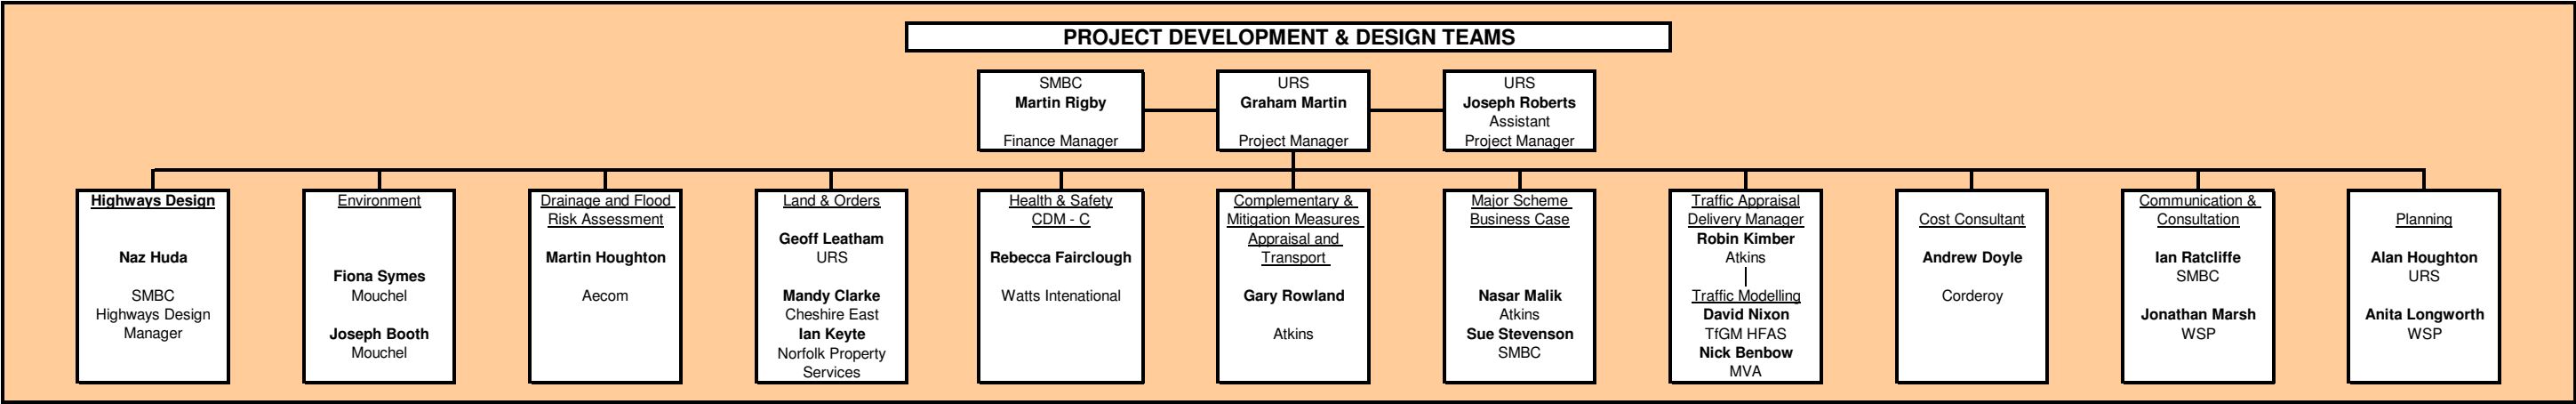 PROJECT DEVELOPMENT & DESIGN TEAMS
SMBC
Martin Rigby
Finance Manager
URS
Graham Martin
Project Manager
URS
Joseph Roberts
Assistant
Project Manager
Highways Design
Naz Huda
SMBC
Highways Design
Manager
Environment
Fiona Symes
Mouchel
Joseph Booth
Mouchel
Drainage and Flood
Risk Assessment
Martin Houghton
Aecom
Land & Orders
Geoff Leatham
URS
Mandy Clarke
Cheshire East
Ian Keyte
Norfolk Property
Services
Health & Safety
CDM - C
Rebecca Fairclough
Watts Intenational
Complementary &
Mitigation Measures
Appraisal and
Transport
Gary Rowland
Atkins
Major Scheme
Business Case
Nasar Malik
Atkins
Sue Stevenson
SMBC
Traffic Appraisal
Delivery Manager
Robin Kimber
Atkins
Traffic Modelling
David Nixon
TfGM HFAS
Nick Benbow
MVA
Cost Consultant
Andrew Doyle
Corderoy
Communication &
Consultation
Ian Ratcliffe
SMBC
Jonathan Marsh
WSP
Planning
Alan Houghton
URS
Anita Longworth
WSP